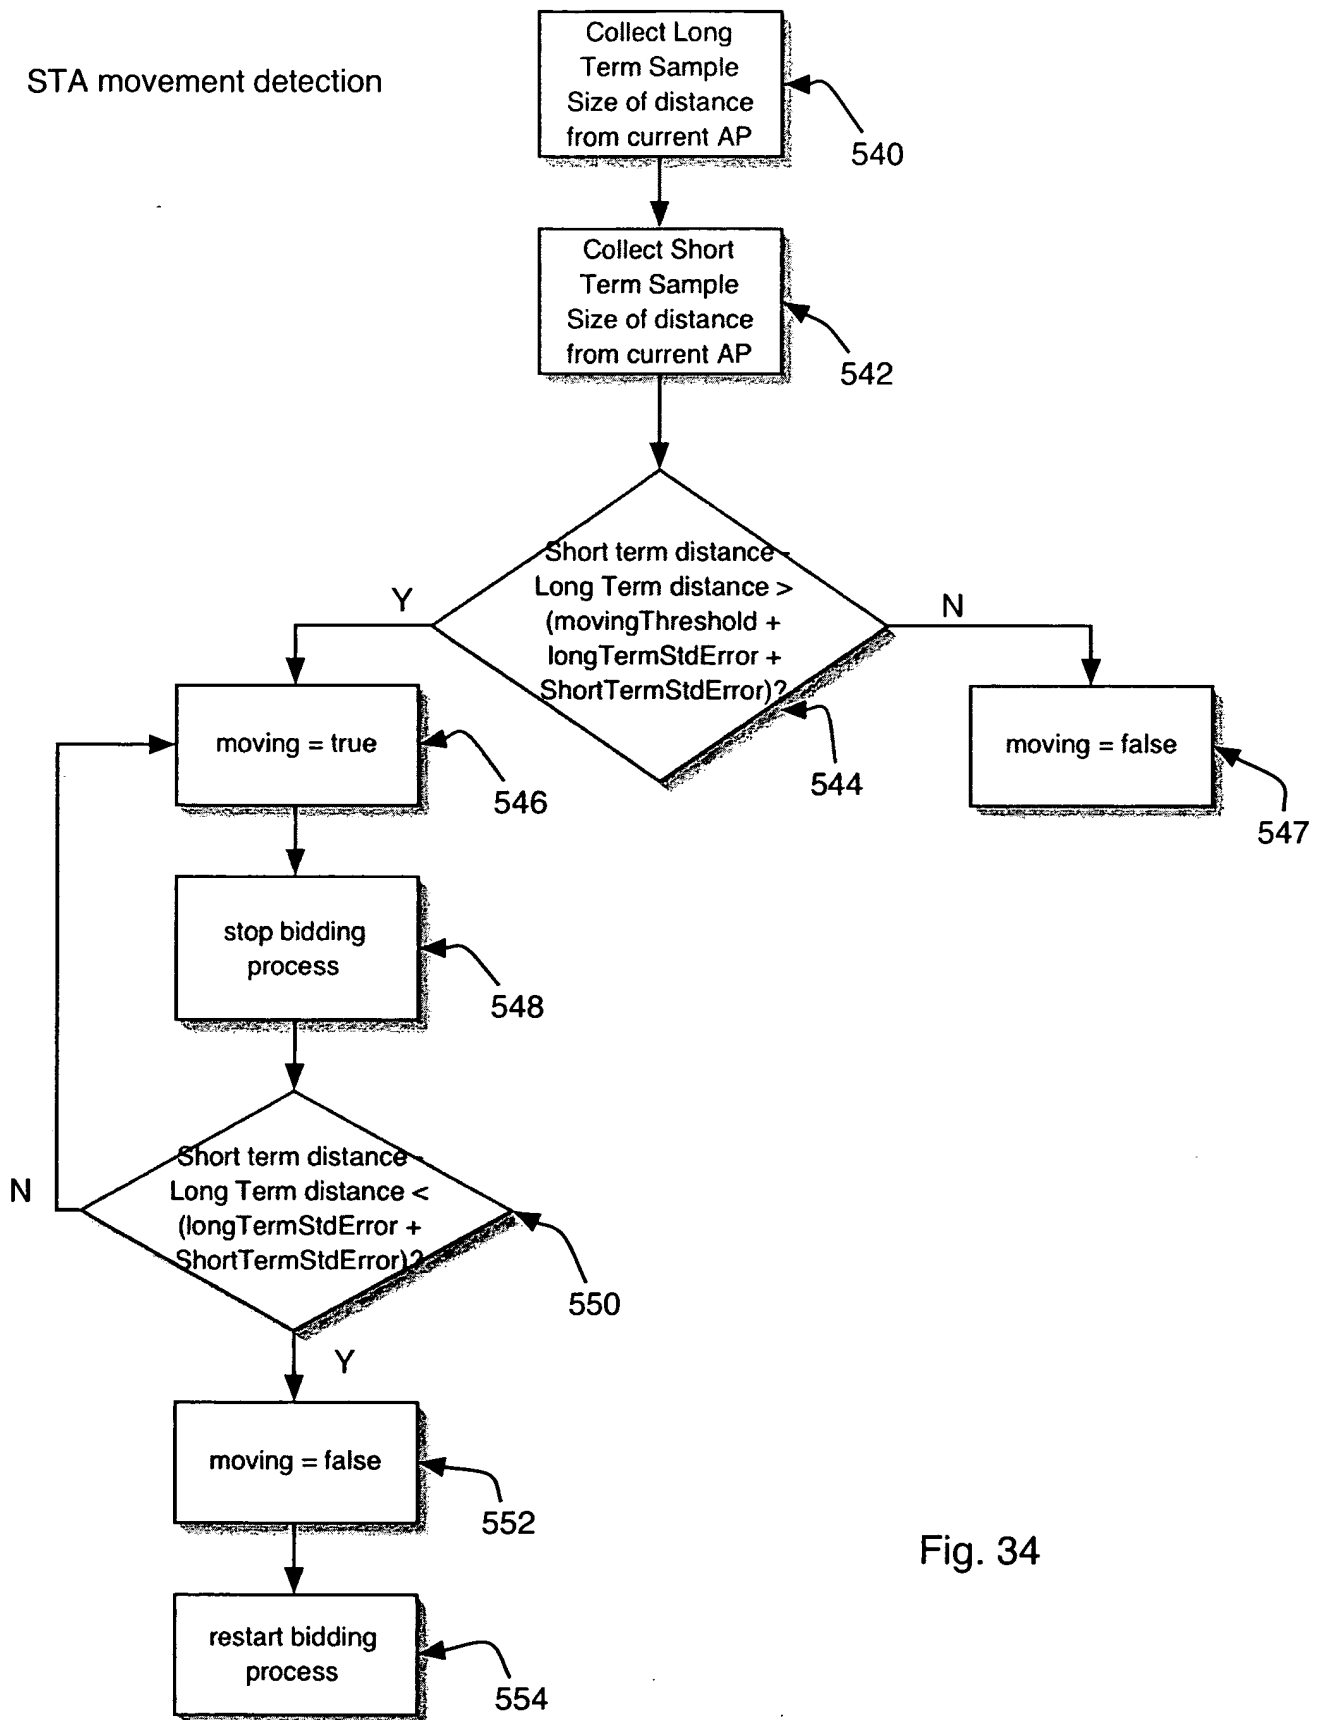 STA movement detection
Collect Long
Term Sample
Size of distance
from current AP
540
Collect Short
Term Sample
Size of distance
from current AP
542
Short term distance -
Long Term distance >
(movingThreshold +
longTermStdError +
ShortTermStdError)?
Y
N
544
moving = true
546
moving = false
547
stop bidding
process
548
Short term distance -
Long Term distance <
(longTermStdError +
ShortTermStdError)?
N
550
Y
moving = false
552
restart bidding
process
554
Fig. 34